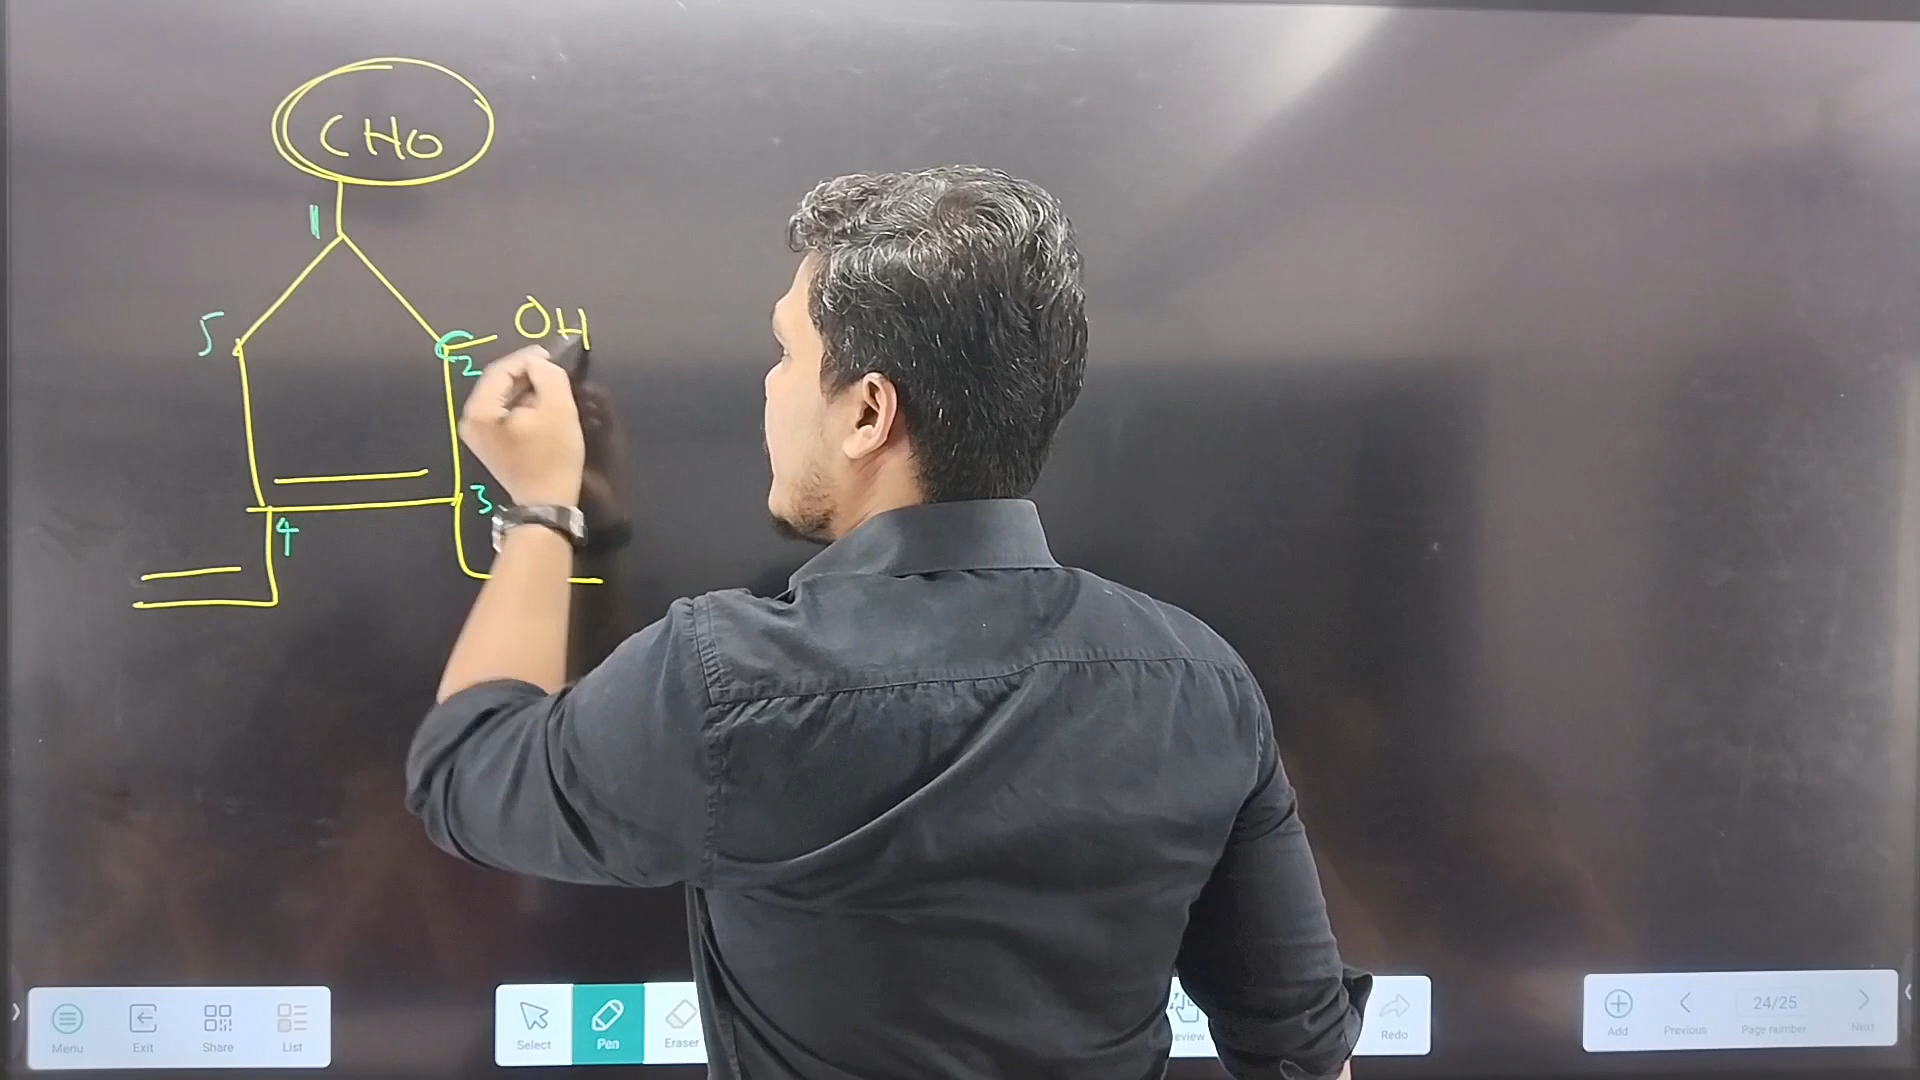 CHO
1
5
OH
2
3
4
Menu
Exit
Share
List
Select
Pen
Eraser
Redo
Add
Previous
24/25
Page number
Next